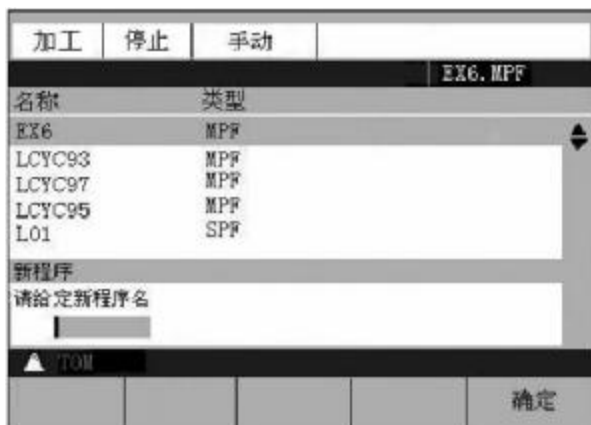 加工 停止 手动
EX6.MPF
名称 类型
EX6 MPF
LCYC93 MPF
LCYC97 MPF
LCYC95 MPF
L01 SPF
新程序
请给定新程序名
TOM
确定